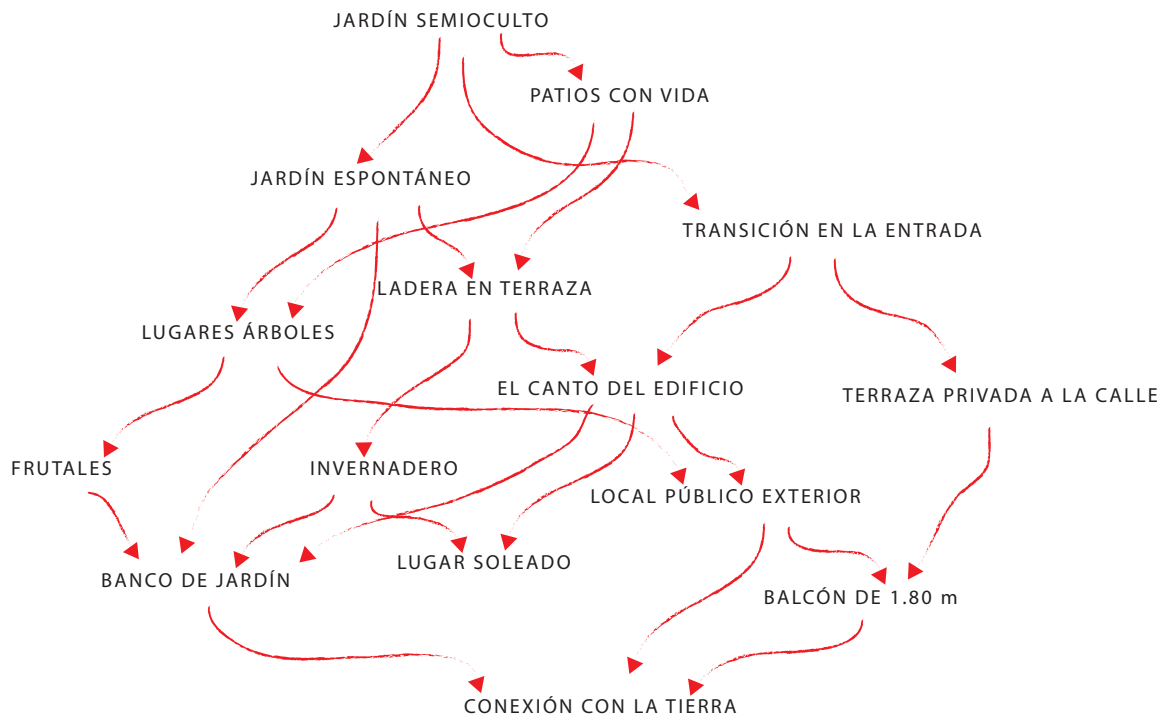 JARDÍN SEMIOCULTO
PATIOS CON VIDA
JARDÍN ESPONTÁNEO
TRANSICIÓN EN LA ENTRADA
LADERA EN TERRAZA
LUGARES ÁRBOLES
EL CANTO DEL EDIFICIO
TERRAZA PRIVADA A LA CALLE
FRUTALES
INVERNADERO
LOCAL PÚBLICO EXTERIOR
LUGAR SOLEADO
BANCO DE JARDÍN
BALCÓN DE 1.80 m
CONEXIÓN CON LA TIERRA